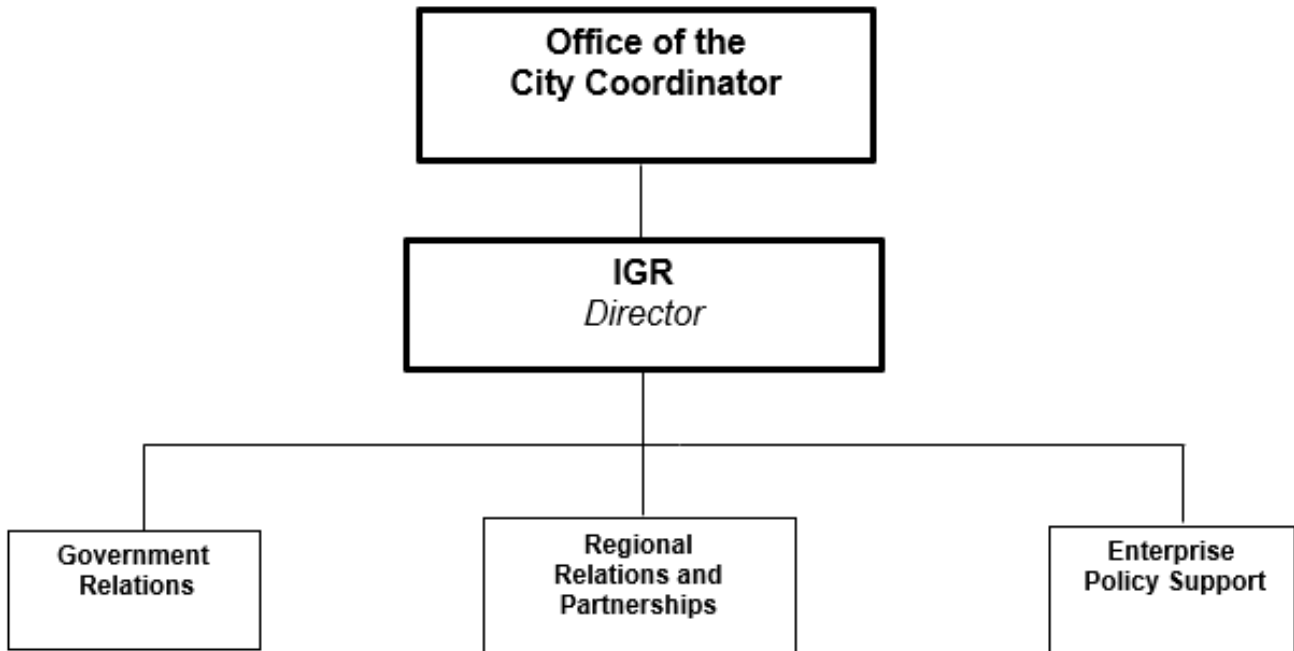 Office of the
City Coordinator
IGR
Director
Government
Relations
Regional
Relations and
Partnerships
Enterprise
Policy Support